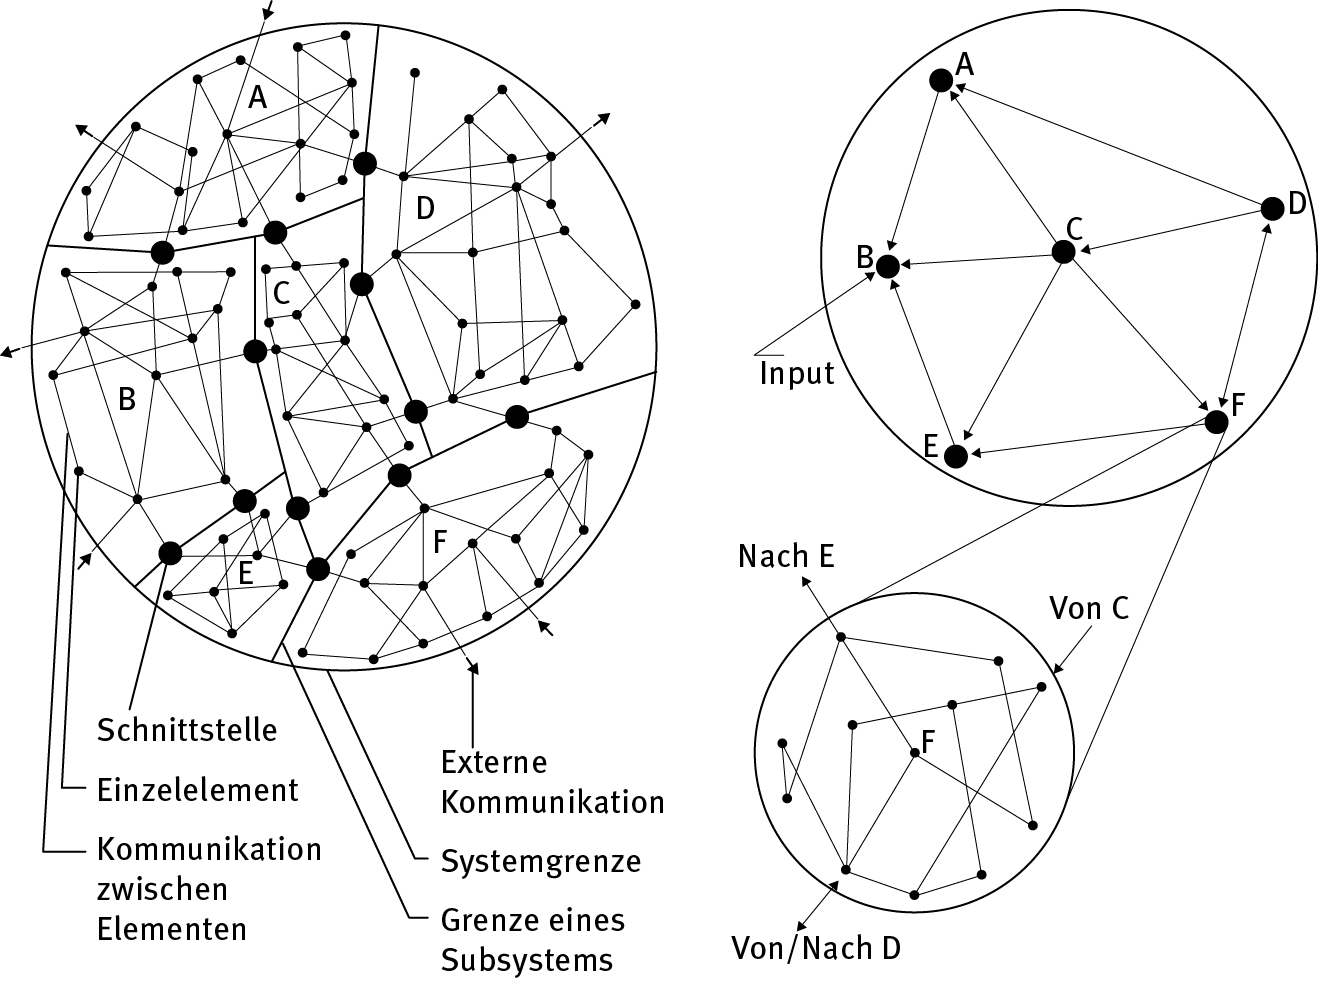 A
D
C
B
E
F
Schnittstelle
Einzelelement
Kommunikation
zwischen
Elementen
Externe
Kommunikation
Systemgrenze
Grenze eines
Subsystems
A
D
C
B
Input
F
E
Nach E
Von C
F
Von/Nach D